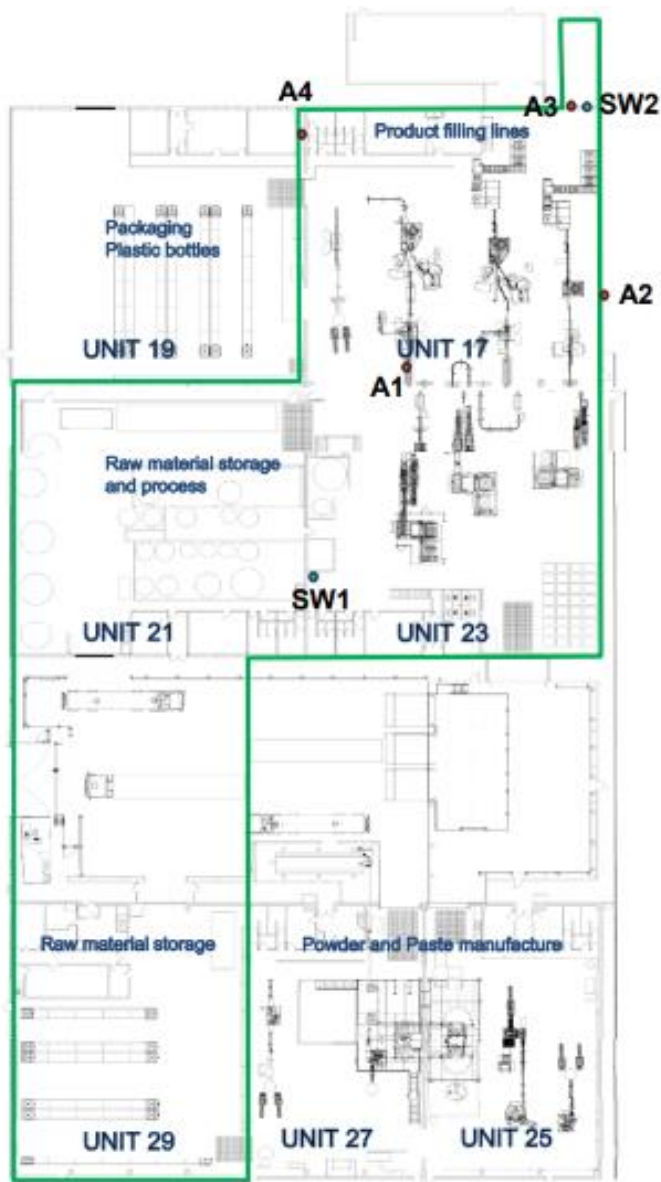 A4
A3
SW2
Product filling lines
Packaging
Plastic bottles
A2
UNIT 19
UNIT 17
A1
Raw material storage
and process
SW1
UNIT 21
UNIT 23
Raw material storage
Powder and Paste manufacture
UNIT 29
UNIT 27
UNIT 25